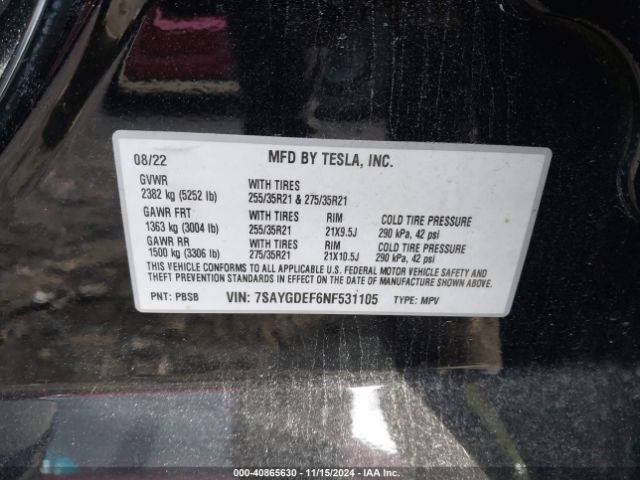 08/22 MFD BY TESLA, INC.
GVWR
2382 kg (5252 lb) WITH TIRES
255/35R21 & 275/35R21
GAWR FRT WITH TIRES RIM COLD TIRE PRESSURE
1363 kg (3004 lb) 255/35R21 21X9.5J 290 kPa, 42 psi
GAWR RR WITH TIRES RIM COLD TIRE PRESSURE
1500 kg (3306 lb) 275/35R21 21X10.5J 290 kPa, 42 psi
THIS VEHICLE CONFORMS TO ALL APPLICABLE U.S. FEDERAL MOTOR VEHICLE SAFETY AND
THEFT PREVENTION STANDARDS IN EFFECT ON THE DATE OF MANUFACTURE SHOWN ABOVE.
PNT: PBSB VIN: 7SAYGDEF6NF531105 TYPE: MPV
000-40865630 - 11/15/2024 - IAA Inc.